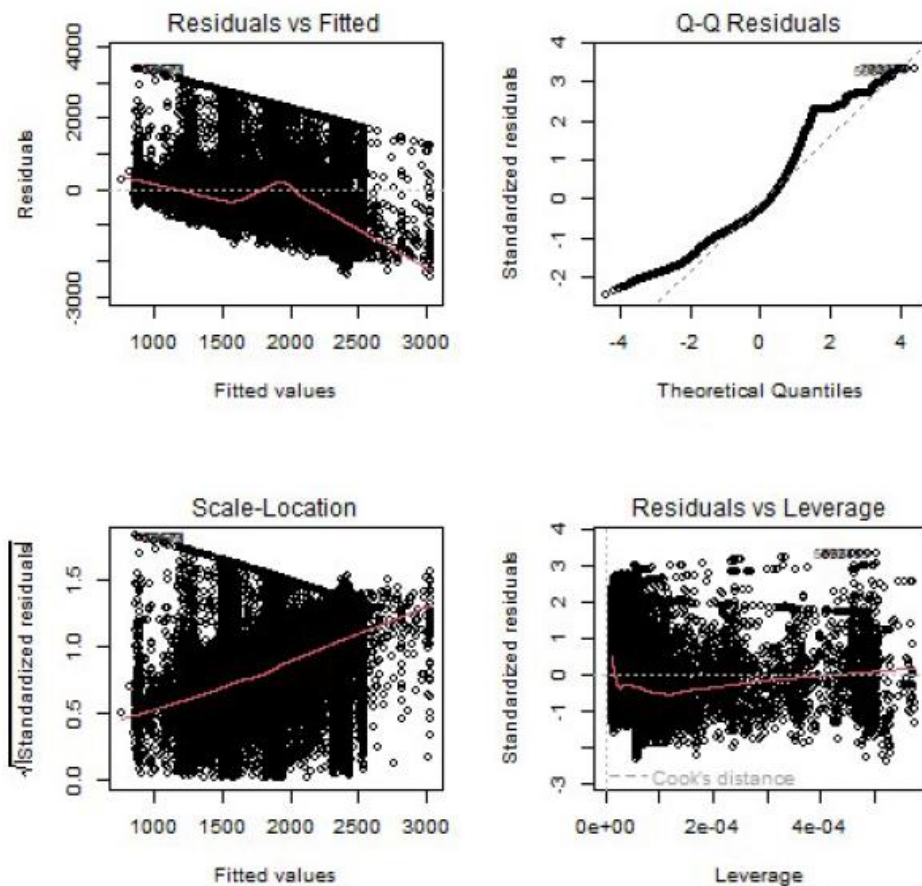 Residuals vs Fitted
Residuals
4000
2000
0
-3000
1000
1500
2000
2500
3000
Fitted values
Q-Q Residuals
Standardized residuals
4
3
2
1
0
-1
-2
-4
-2
0
2
4
Theoretical Quantiles
Scale-Location
√|Standardized residuals|
1.5
1.0
0.5
0.0
1000
1500
2000
2500
3000
Fitted values
Residuals vs Leverage
Standardized residuals
4
3
2
1
0
-1
-3
Cook's distance
0e+00
2e-04
4e-04
Leverage